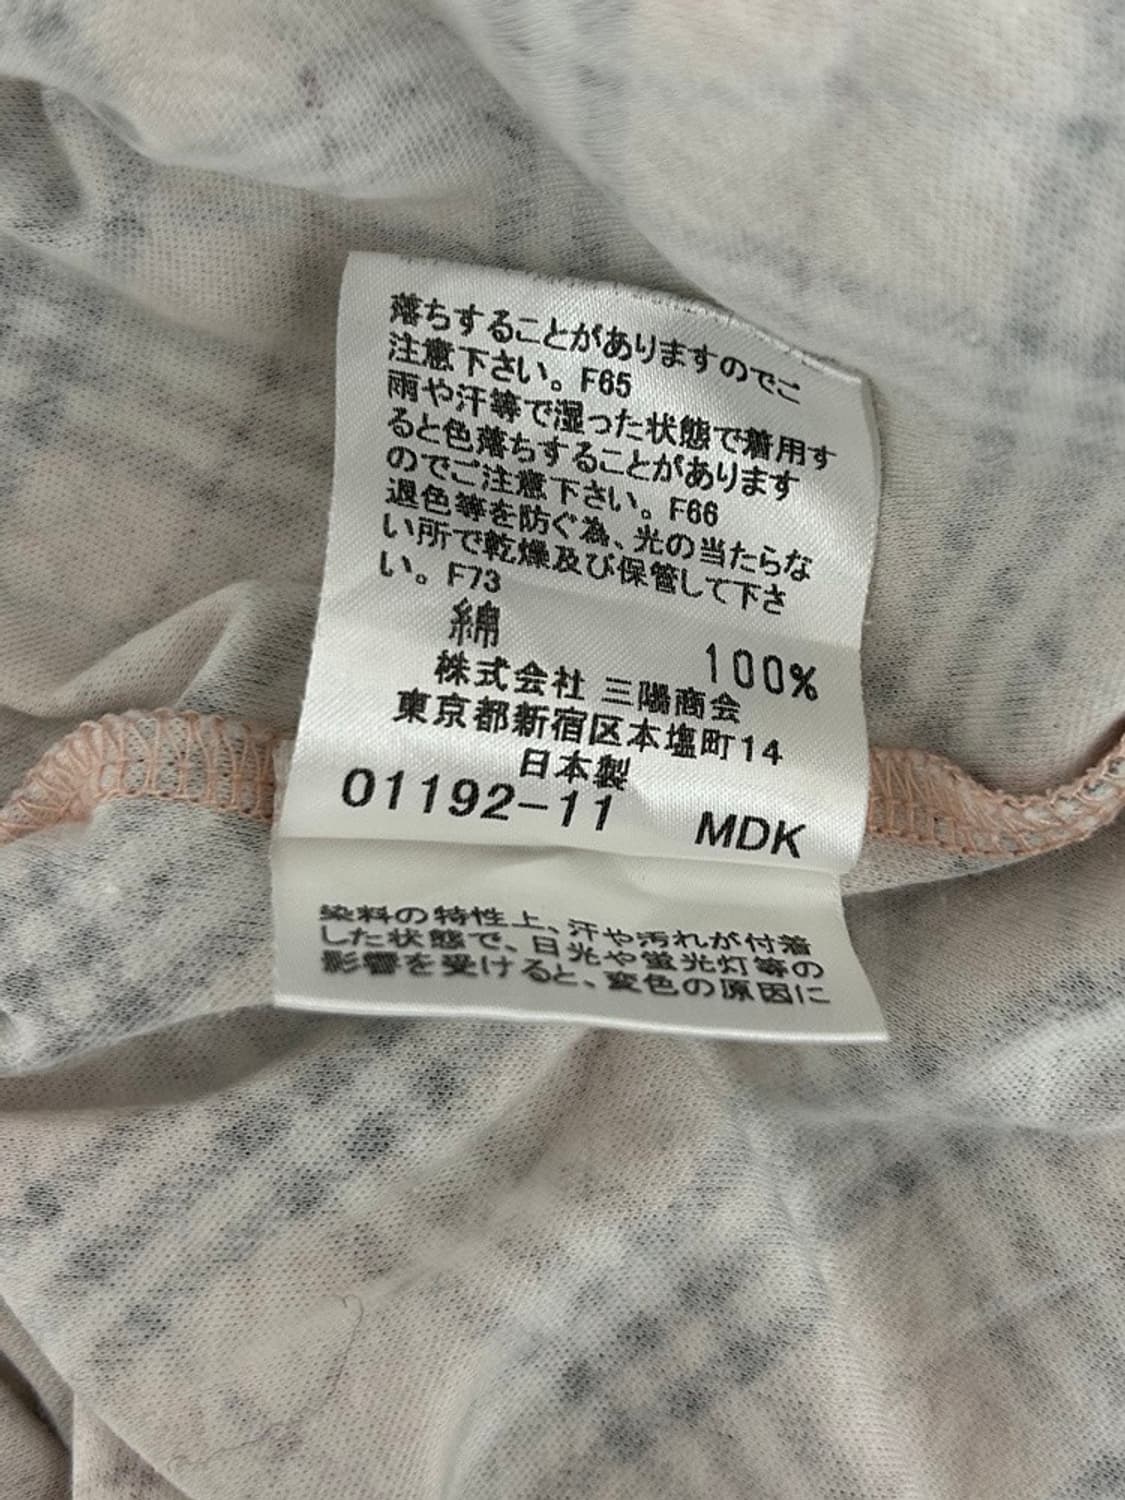 落ちすることがありますのでご
注意下さい。F65
雨や汗等で湿った状態で着用す
ると色落ちすることがあります
のでご注意下さい。F66
退色等を防ぐ為、光の当たらな
い所で乾燥及び保管して下さ
い。F73
綿 100%
株式会社 三陽商会
東京都新宿区本塩町14
日本製
01192-11 MDK
染料の特性上、汗や汚れが付着
した状態で、日光や蛍光灯等の
影響を受けると、変色の原因に